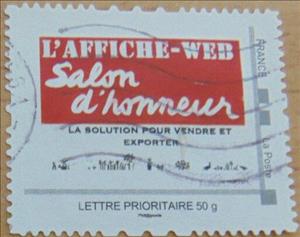 L'AFFICHE-WEB
Salon
d'honneur
LA SOLUTION POUR VENDRE ET
EXPORTER
FRANCE
La Poste
LETTRE PRIORITAIRE 50 g